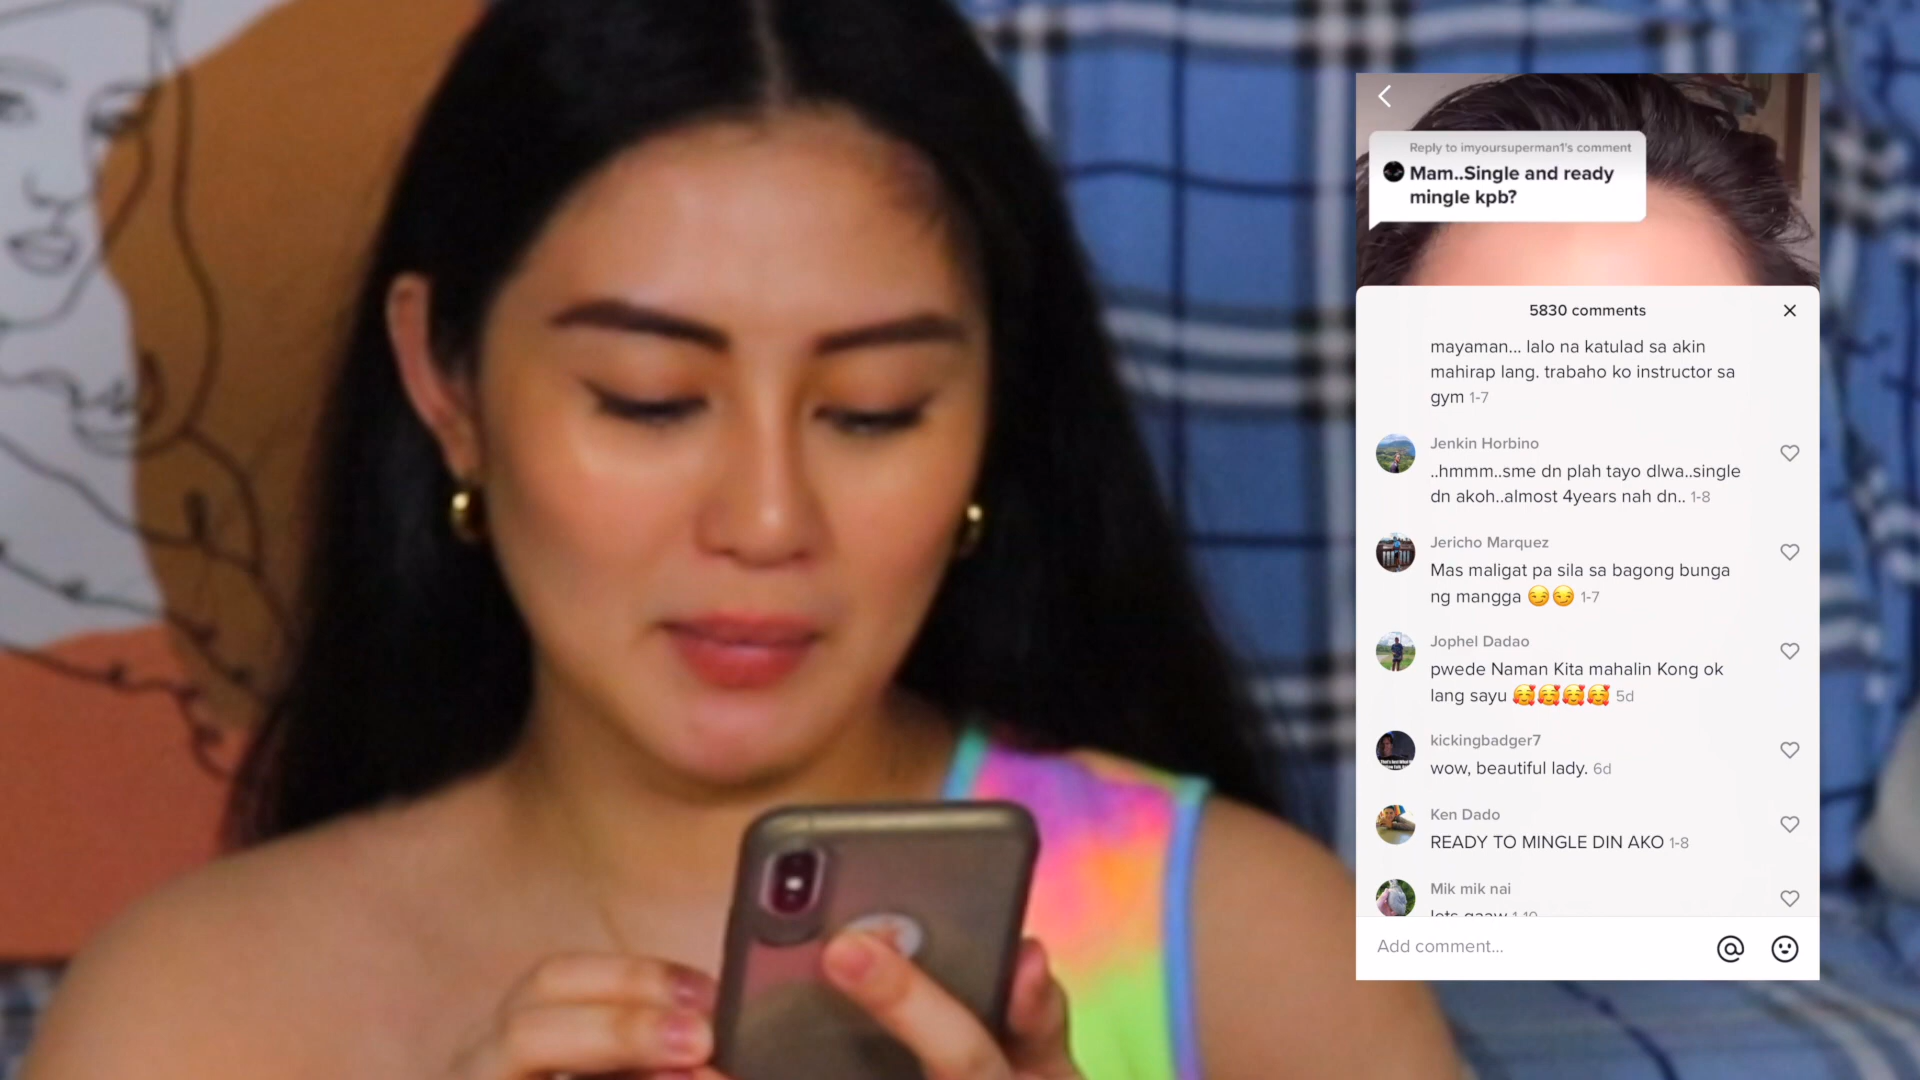 Reply to imyoursuperman1's comment
Mam..Single and ready
mingle kpb?
5830 comments
mayaman... lalo na katulad sa akin
mahirap lang. trabaho ko instructor sa
gym 1-7
Jenkin Horbino
..hmmm..sme dn plah tayo dlwa..single
dn akoh..almost 4years nah dn.. 1-8
Jericho Marquez
Mas maligat pa sila sa bagong bunga
ng mangga 😏😏 1-7
Jophel Dadao
pwede Naman Kita mahalin Kong ok
lang sayu 🥰🥰🥰🥰 5d
kickingbadger7
wow, beautiful lady. 6d
Ken Dado
READY TO MINGLE DIN AKO 1-8
Mik mik nai
lets gaaw 1-10
Add comment...